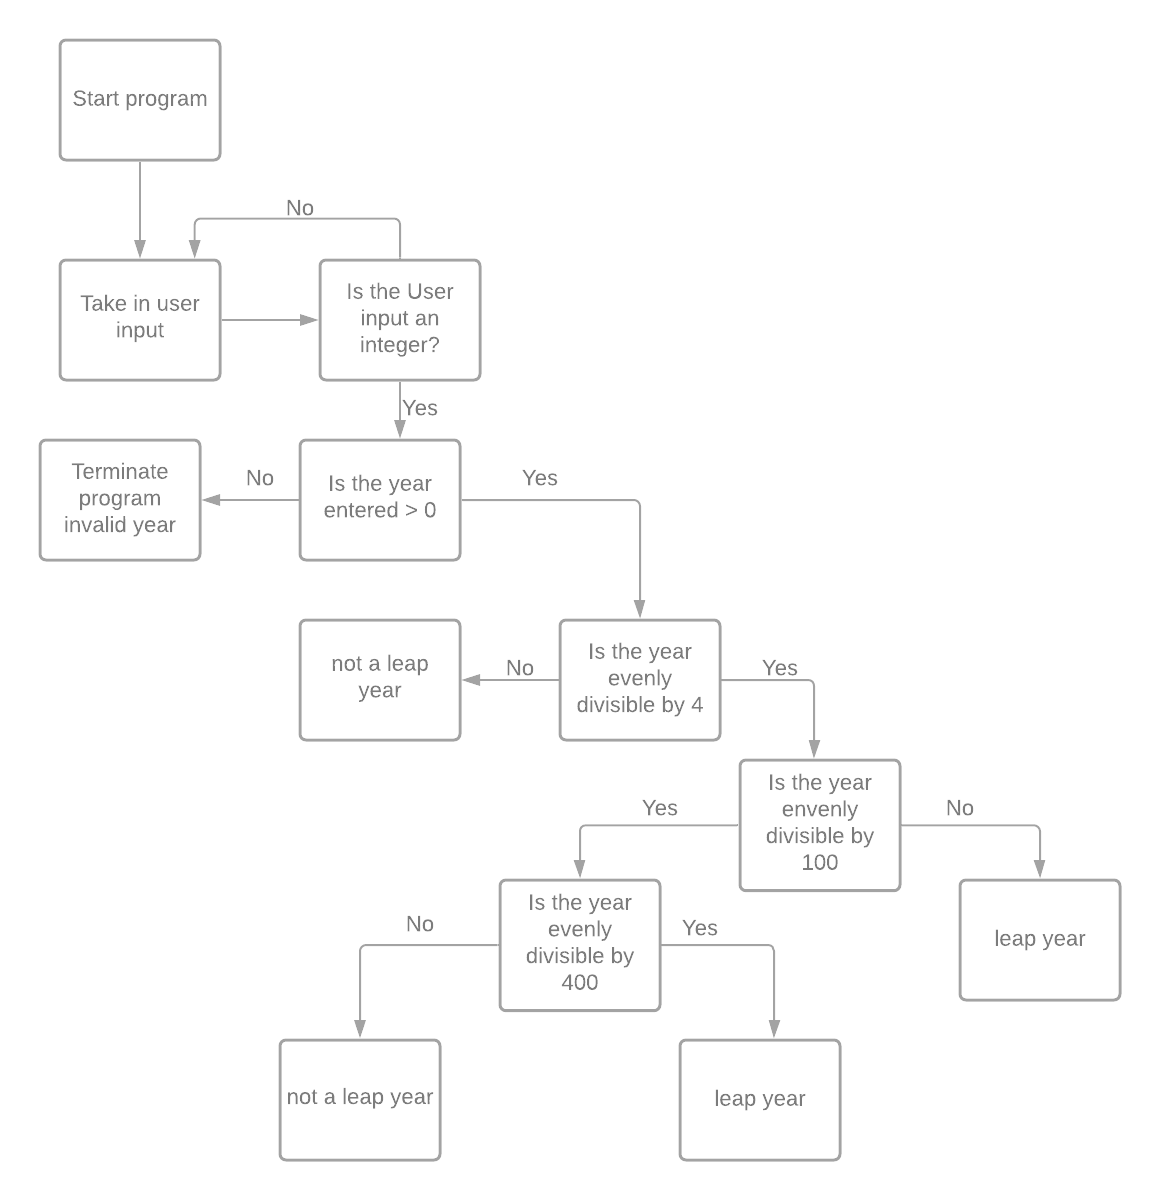 Start program
No
Take in user
input
Is the User
input an
integer?
Yes
Terminate
program
invalid year
No
Is the year
entered > 0
Yes
not a leap
year
No
Is the year
evenly
divisible by 4
Yes
Is the year
envenly
divisible by
100
Yes
No
Is the year
evenly
divisible by
400
No
Yes
leap year
not a leap year
leap year